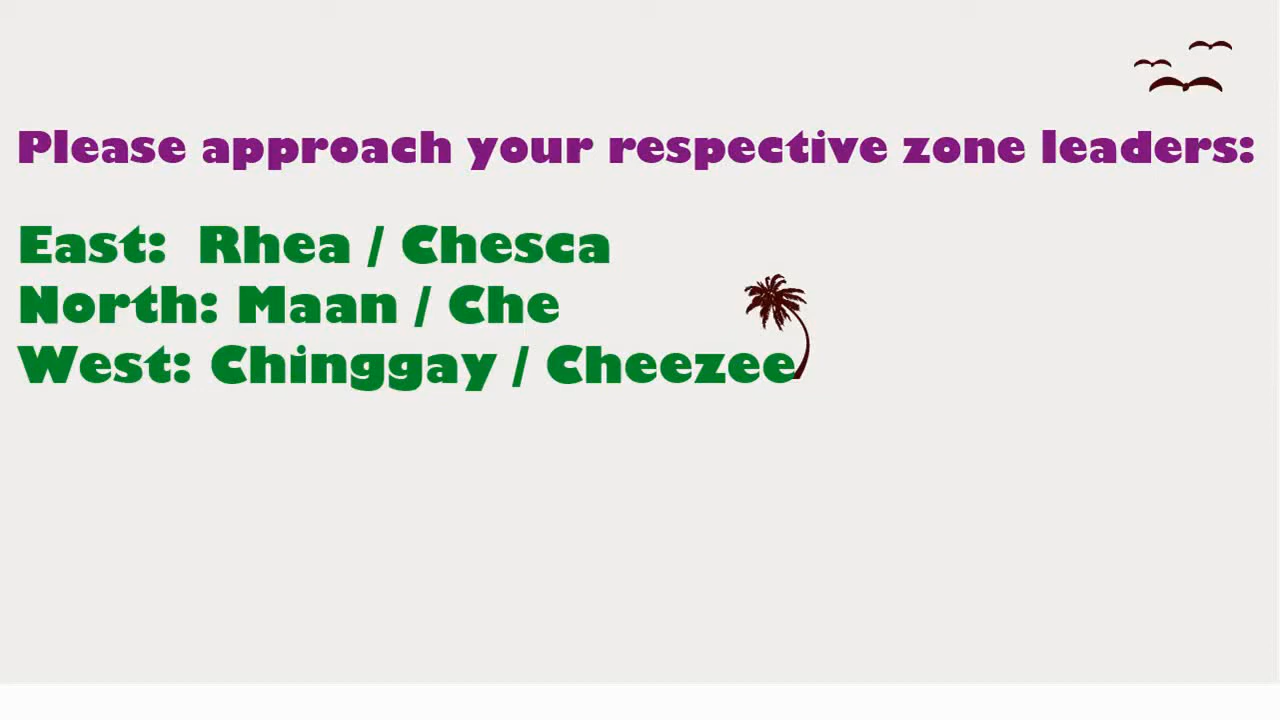 Please approach your respective zone leaders:
East:  Rhea / Chesca
North: Maan / Che
West: Chinggay / Cheezee